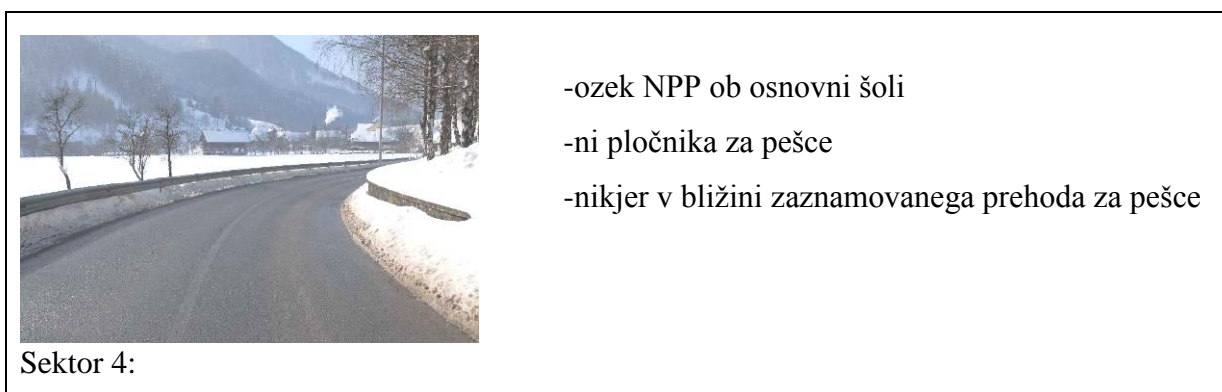 -ozek NPP ob osnovni šoli
-ni pločnika za pešce
-nikjer v bližini zaznamovanega prehoda za pešce
Sektor 4: